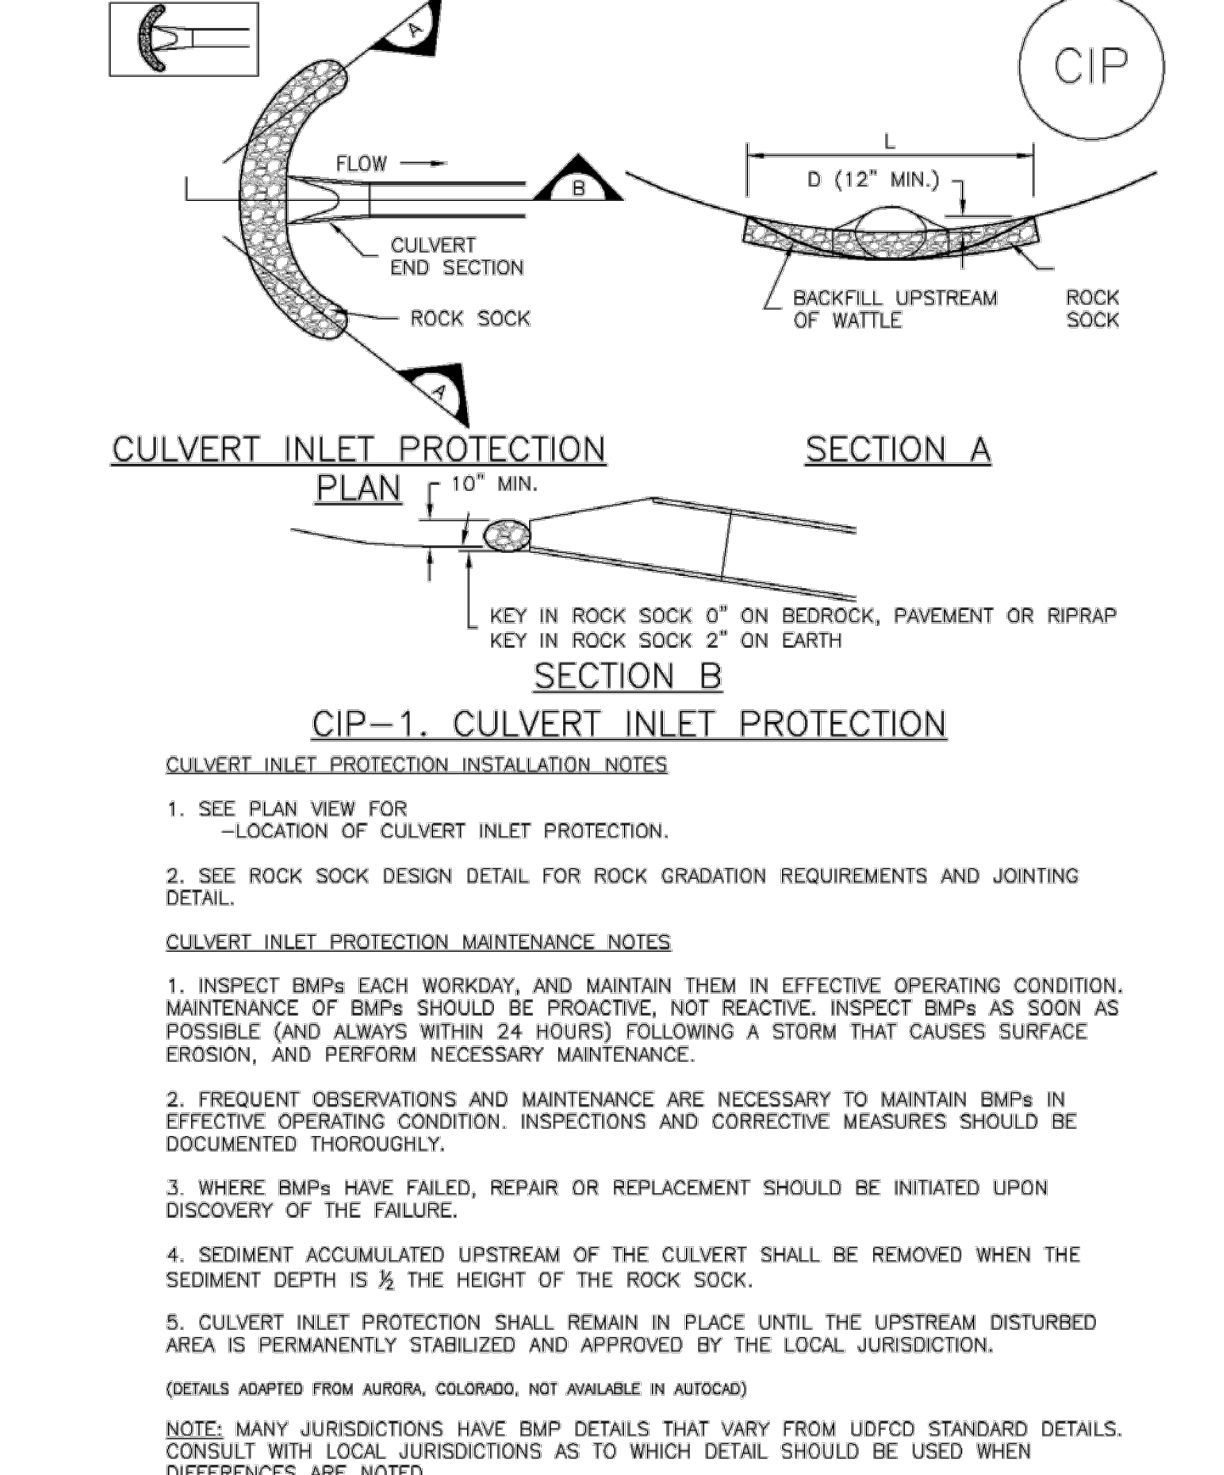 A
CIP
FLOW
B
L
D (12" MIN.)
CULVERT
END SECTION
ROCK SOCK
BACKFILL UPSTREAM
OF WATTLE
ROCK
SOCK
A
CULVERT INLET PROTECTION
PLAN
SECTION A
10" MIN.
KEY IN ROCK SOCK 0" ON BEDROCK, PAVEMENT OR RIPRAP
KEY IN ROCK SOCK 2" ON EARTH
SECTION B
CIP-1. CULVERT INLET PROTECTION
CULVERT INLET PROTECTION INSTALLATION NOTES
1. SEE PLAN VIEW FOR
-LOCATION OF CULVERT INLET PROTECTION.
2. SEE ROCK SOCK DESIGN DETAIL FOR ROCK GRADATION REQUIREMENTS AND JOINTING
DETAIL.
CULVERT INLET PROTECTION MAINTENANCE NOTES
1. INSPECT BMPs EACH WORKDAY, AND MAINTAIN THEM IN EFFECTIVE OPERATING CONDITION.
MAINTENANCE OF BMPs SHOULD BE PROACTIVE, NOT REACTIVE. INSPECT BMPs AS SOON AS
POSSIBLE (AND ALWAYS WITHIN 24 HOURS) FOLLOWING A STORM THAT CAUSES SURFACE
EROSION, AND PERFORM NECESSARY MAINTENANCE.
2. FREQUENT OBSERVATIONS AND MAINTENANCE ARE NECESSARY TO MAINTAIN BMPs IN
EFFECTIVE OPERATING CONDITION. INSPECTIONS AND CORRECTIVE MEASURES SHOULD BE
DOCUMENTED THOROUGHLY.
3. WHERE BMPs HAVE FAILED, REPAIR OR REPLACEMENT SHOULD BE INITIATED UPON
DISCOVERY OF THE FAILURE.
4. SEDIMENT ACCUMULATED UPSTREAM OF THE CULVERT SHALL BE REMOVED WHEN THE
SEDIMENT DEPTH IS ½ THE HEIGHT OF THE ROCK SOCK.
5. CULVERT INLET PROTECTION SHALL REMAIN IN PLACE UNTIL THE UPSTREAM DISTURBED
AREA IS PERMANENTLY STABILIZED AND APPROVED BY THE LOCAL JURISDICTION.
(DETAILS ADAPTED FROM AURORA, COLORADO, NOT AVAILABLE IN AUTOCAD)
NOTE: MANY JURISDICTIONS HAVE BMP DETAILS THAT VARY FROM UDFCD STANDARD DETAILS.
CONSULT WITH LOCAL JURISDICTIONS AS TO WHICH DETAIL SHOULD BE USED WHEN
DIFFERENCES ARE NOTED.